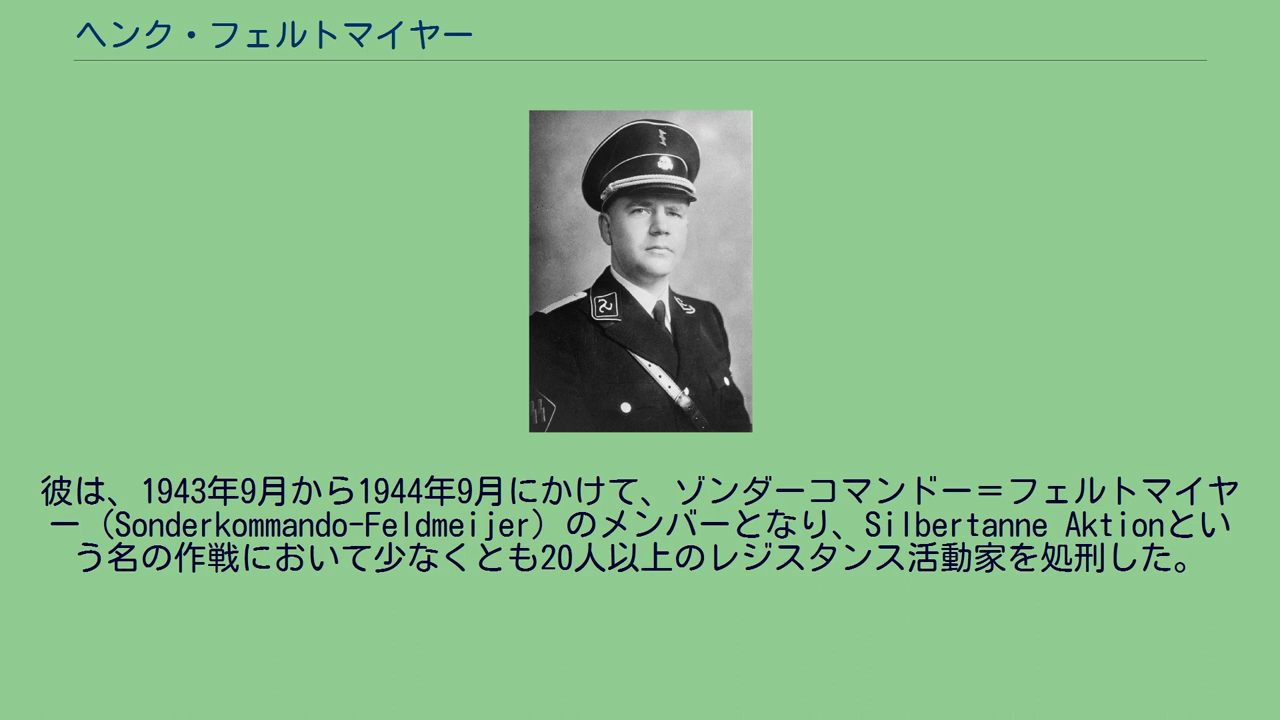 ヘンク・フェルトマイヤー
彼は、1943年9月から1944年9月にかけて、ゾンダーコマンドー＝フェルトマイヤ
ー（Sonderkommando-Feldmeijer）のメンバーとなり、Silbertanne Aktionとい
う名の作戦において少なくとも20人以上のレジスタンス活動家を処刑した。